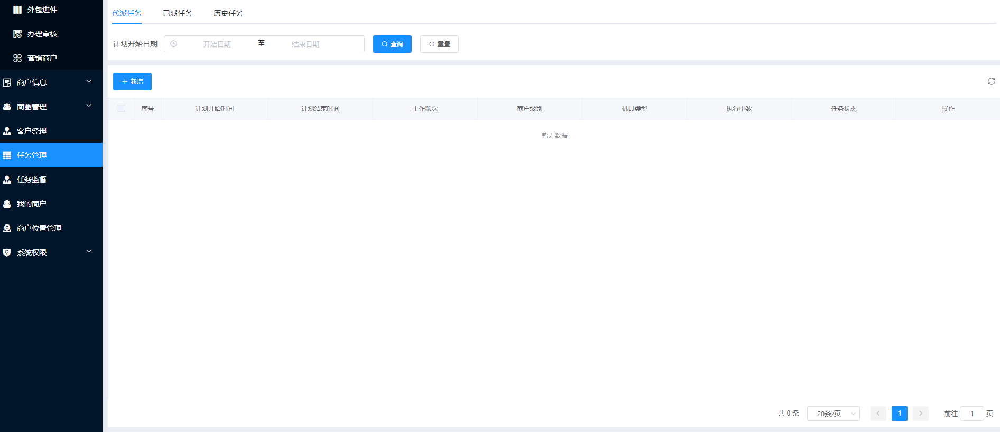 外包进件
办理审核
营销商户
商户信息
商圈管理
客户经理
任务管理
任务监督
我的商户
商户位置管理
系统权限
代派任务 已派任务 历史任务
计划开始日期 开始日期 至 结束日期 查询 重置
新增
序号 计划开始时间 计划结束时间 工作频次 商户级别 机具类型 执行中数 任务状态 操作
暂无数据
共 0 条 20条/页 1 前往 1 页